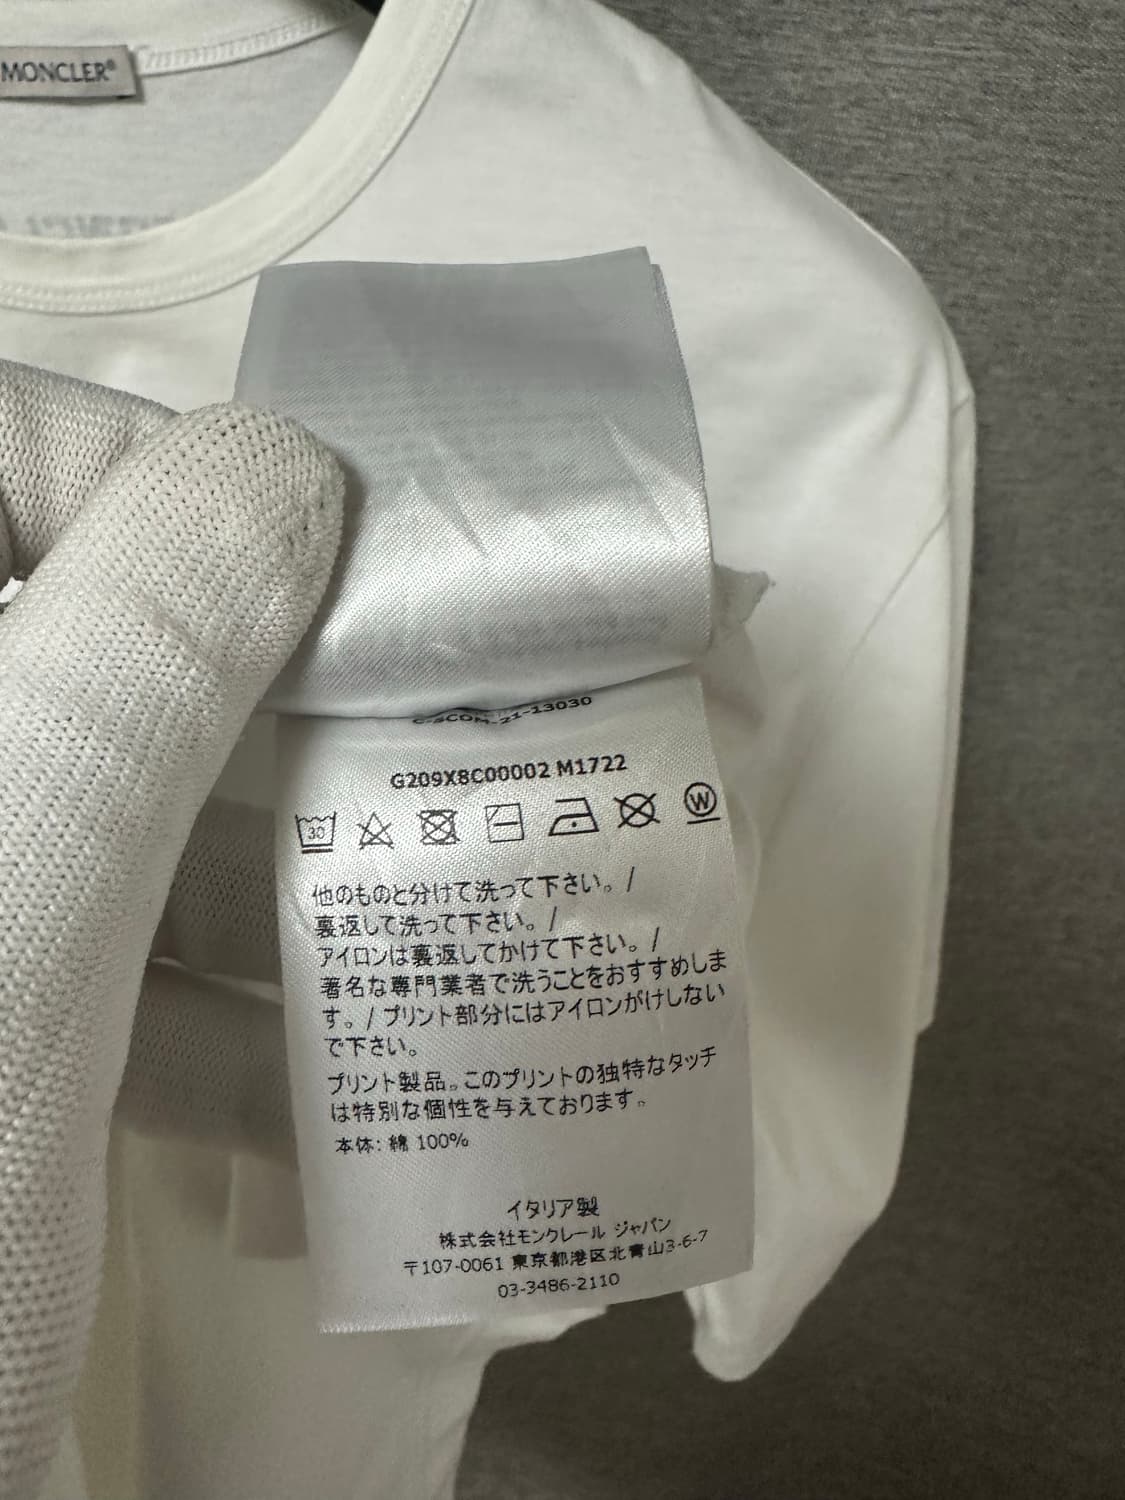 MONCLER®
C-SCOM-21-13030
G209X8C00002 M1722
30
W
他のものと分けて洗って下さい。/
裏返して洗って下さい。/
アイロンは裏返してかけて下さい。/
著名な専門業者で洗うことをおすすめしま
す。/ プリント部分にはアイロンがけしない
で下さい。
プリント製品。このプリントの独特なタッチ
は特別な個性を与えております。
本体: 綿 100%
イタリア製
株式会社モンクレール ジャパン
〒107-0061 東京都港区北青山3-6-7
03-3486-2110